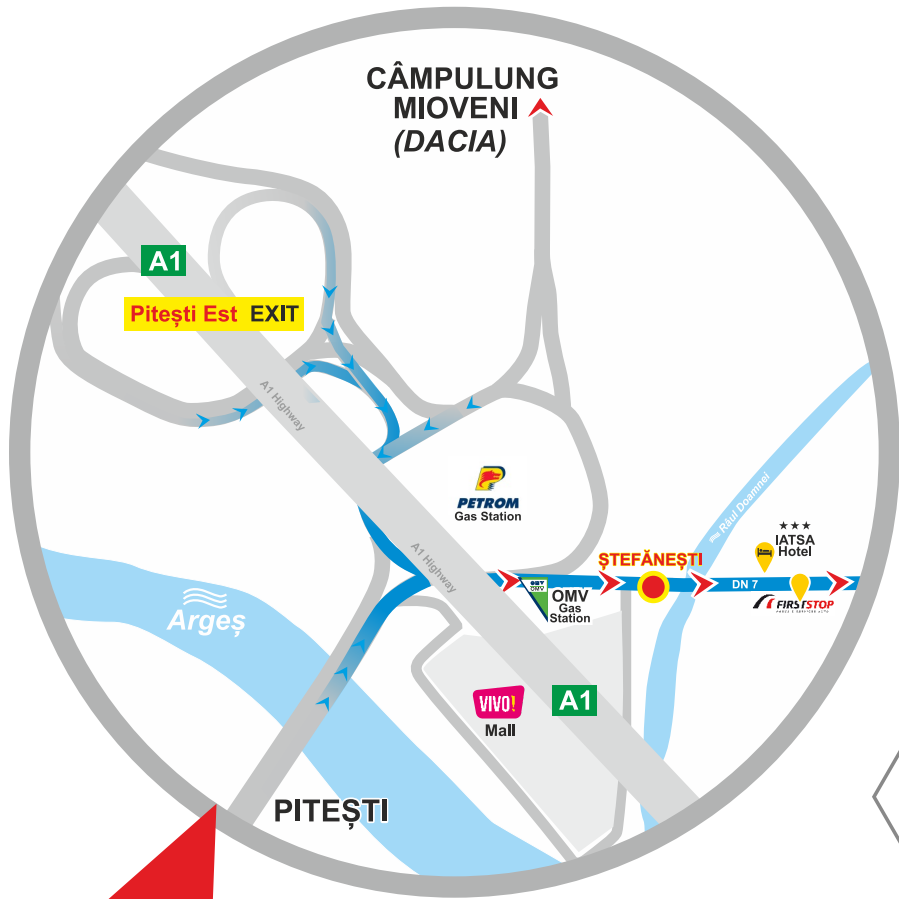 CÂMPULUNG
MIOVENI
(DACIA)
A1
Pitești Est EXIT
A1 Highway
PETROM
Gas Station
A1 Highway
Râul Doamnei
★★★
IATSA
Hotel
ȘTEFĂNEȘTI
DN 7
OMV
OMV
Gas
Station
FIRSTSTOP
Argeș
VIVO!
Mall
A1
PITEȘTI